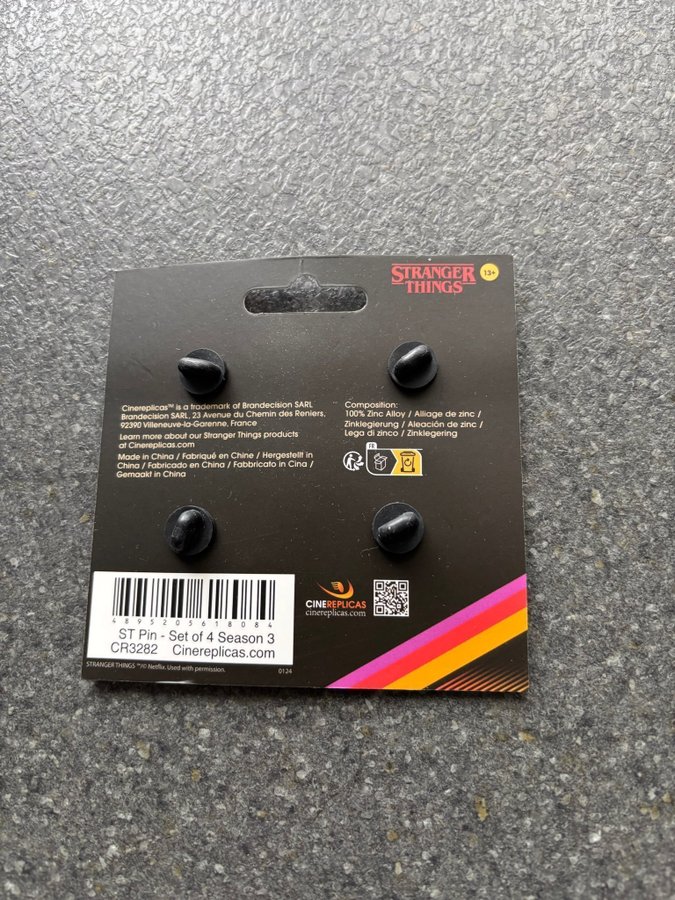 STRANGER
THINGS
13+
Cinereplicas™ is a trademark of Brandecision SARL
Brandecision SARL, 23 Avenue du Chemin des Reniers,
92390 Villeneuve-la-Garenne, France
Learn more about our Stranger Things products
at Cinereplicas.com
Made in China / Fabriqué en Chine / Hergestellt in
China / Fabricado en China / Fabbricato in Cina /
Gemaakt in China
Composition:
100% Zinc Alloy / Alliage de zinc /
Zinklegierung / Aleación de zinc /
Lega di zinco / Zinklegering
FR
4895205618084
ST Pin - Set of 4 Season 3
CR3282 Cinereplicas.com
CINEREPLICAS
cinereplicas.com
STRANGER THINGS ™/© Netflix. Used with permission.
0124